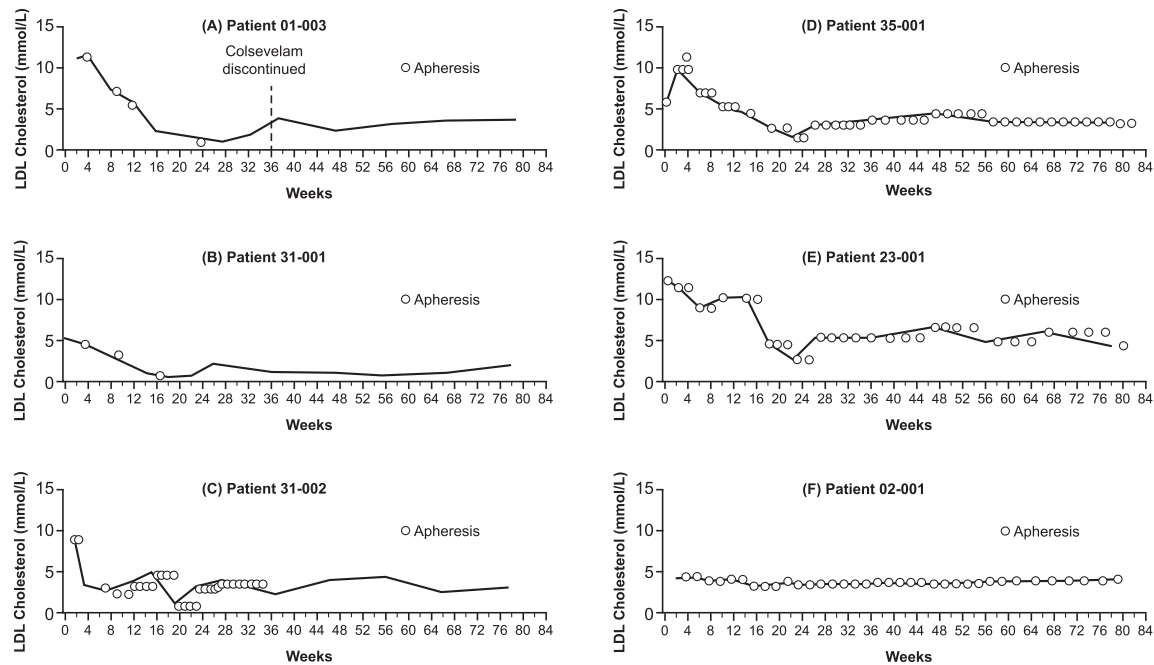 (A) Patient 01-003
Colsevelam
discontinued
Apheresis
LDL Cholesterol (mmol/L)
15
10
5
0
0 4 8 12 16 20 24 28 32 36 40 44 48 52 56 60 64 68 72 76 80 84
Weeks
(D) Patient 35-001
Apheresis
LDL Cholesterol (mmol/L)
15
10
5
0
0 4 8 12 16 20 24 28 32 36 40 44 48 52 56 60 64 68 72 76 80 84
Weeks
(B) Patient 31-001
Apheresis
LDL Cholesterol (mmol/L)
15
10
5
0
0 4 8 12 16 20 24 28 32 36 40 44 48 52 56 60 64 68 72 76 80 84
Weeks
(E) Patient 23-001
Apheresis
LDL Cholesterol (mmol/L)
15
10
5
0
0 4 8 12 16 20 24 28 32 36 40 44 48 52 56 60 64 68 72 76 80 84
Weeks
(C) Patient 31-002
Apheresis
LDL Cholesterol (mmol/L)
15
10
5
0
0 4 8 12 16 20 24 28 32 36 40 44 48 52 56 60 64 68 72 76 80 84
Weeks
(F) Patient 02-001
Apheresis
LDL Cholesterol (mmol/L)
15
10
5
0
0 4 8 12 16 20 24 28 32 36 40 44 48 52 56 60 64 68 72 76 80 84
Weeks